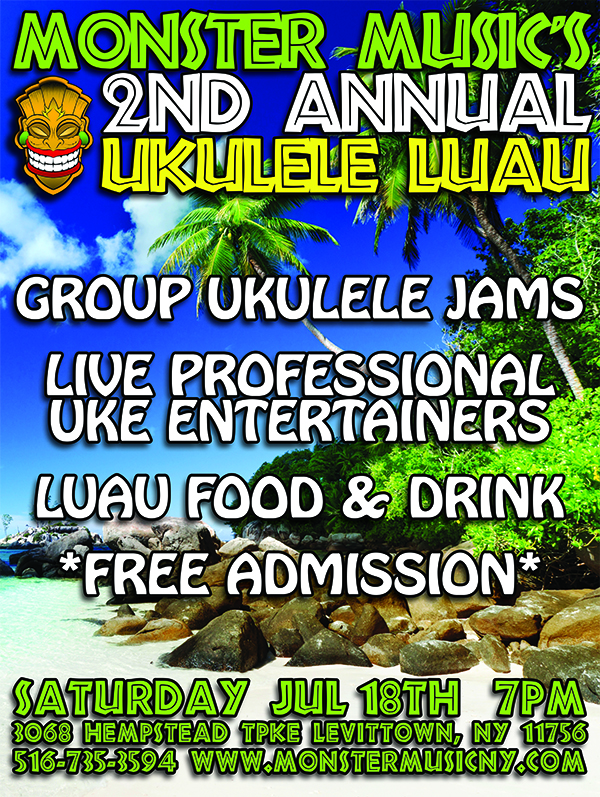 MONSTER MUSIC'S
2ND ANNUAL
UKULELE LUAU
GROUP UKULELE JAMS
LIVE PROFESSIONAL
UKE ENTERTAINERS
LUAU FOOD & DRINK
*FREE ADMISSION*
SATURDAY JUL 18TH 7PM
3068 HEMPSTEAD TPKE LEVITTOWN, NY 11756
516-735-3594 WWW.MONSTERMUSICNY.COM